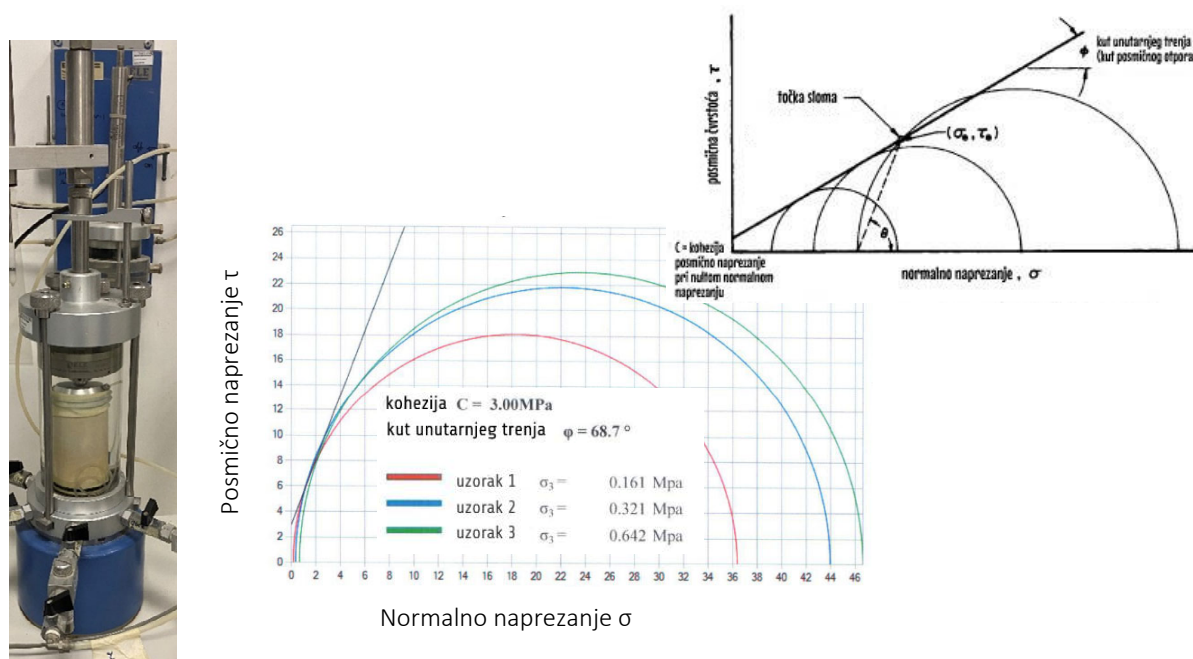 ELE
posmična čvrstoća , τ
točka sloma
(σₑ, τₑ)
ϕ
kut unutarnjeg trenja
(kut posmičnog otpora
θ
C = kohezija
posmično naprezanje
pri nultom normalnom
naprezanju
normalno naprezanje , σ
Posmično naprezanje τ
26
24
22
20
18
16
14
12
10
8
6
4
2
0
kohezija C = 3.00MPa
kut unutarnjeg trenja φ = 68.7 °
uzorak 1 σ₃ = 0.161 Mpa
uzorak 2 σ₃ = 0.321 Mpa
uzorak 3 σ₃ = 0.642 Mpa
0 2 4 6 8 10 12 14 16 18 20 22 24 26 28 30 32 34 36 38 40 42 44 46
Normalno naprezanje σ